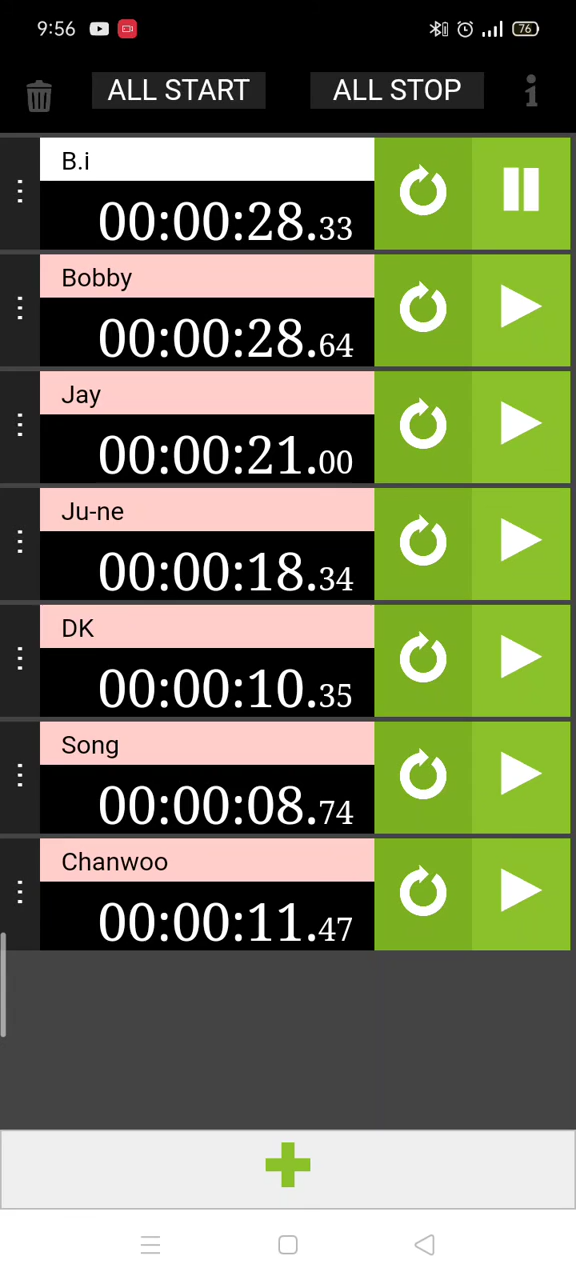 9:56
76
ALL START
ALL STOP
B.i
00:00:28.33
Bobby
00:00:28.64
Jay
00:00:21.00
Ju-ne
00:00:18.34
DK
00:00:10.35
Song
00:00:08.74
Chanwoo
00:00:11.47